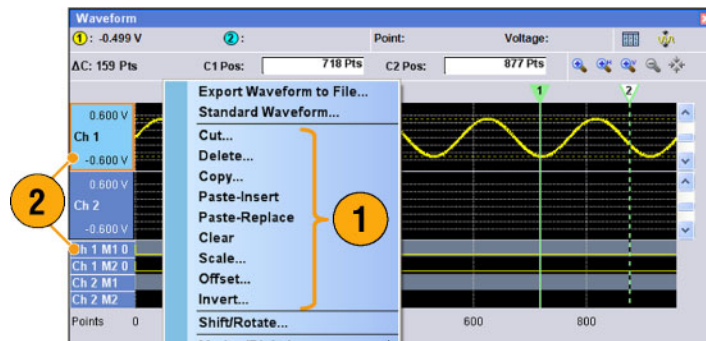 Waveform
1 : -0.499 V 2 : Point: Voltage:
ΔC: 159 Pts C1 Pos: 718 Pts C2 Pos: 877 Pts
Export Waveform to File...
Standard Waveform...
Cut...
Delete...
Copy...
Paste-Insert
Paste-Replace
Clear
Scale...
Offset...
Invert...
Shift/Rotate...
1
1 2
0.600 V
Ch 1
-0.600 V
0.600 V
Ch 2
-0.600 V
2
Ch 1 M1 0
Ch 1 M2 0
Ch 2 M1
Ch 2 M2
Points 0 600 800